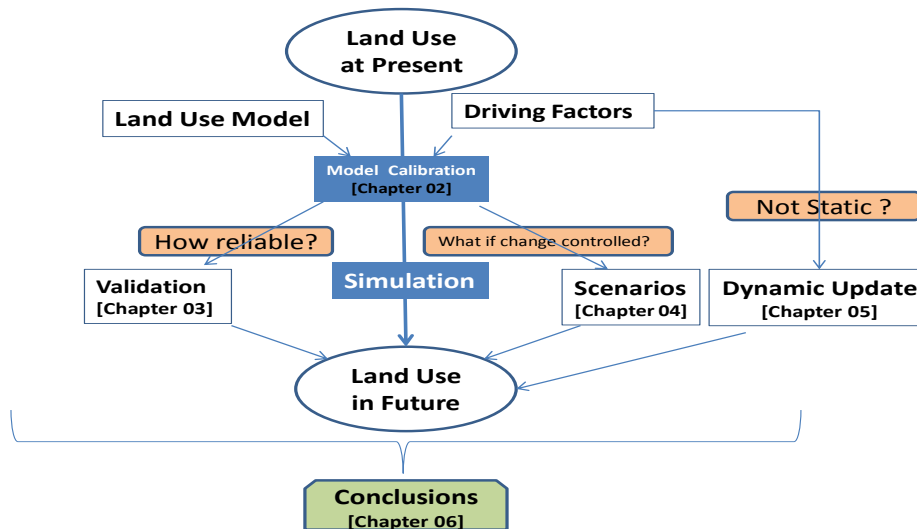 Land Use
at Present
Land Use Model
Driving Factors
Model Calibration
[Chapter 02]
Not Static ?
How reliable?
What if change controlled?
Validation
[Chapter 03]
Simulation
Scenarios
[Chapter 04]
Dynamic Update
[Chapter 05]
Land Use
in Future
Conclusions
[Chapter 06]